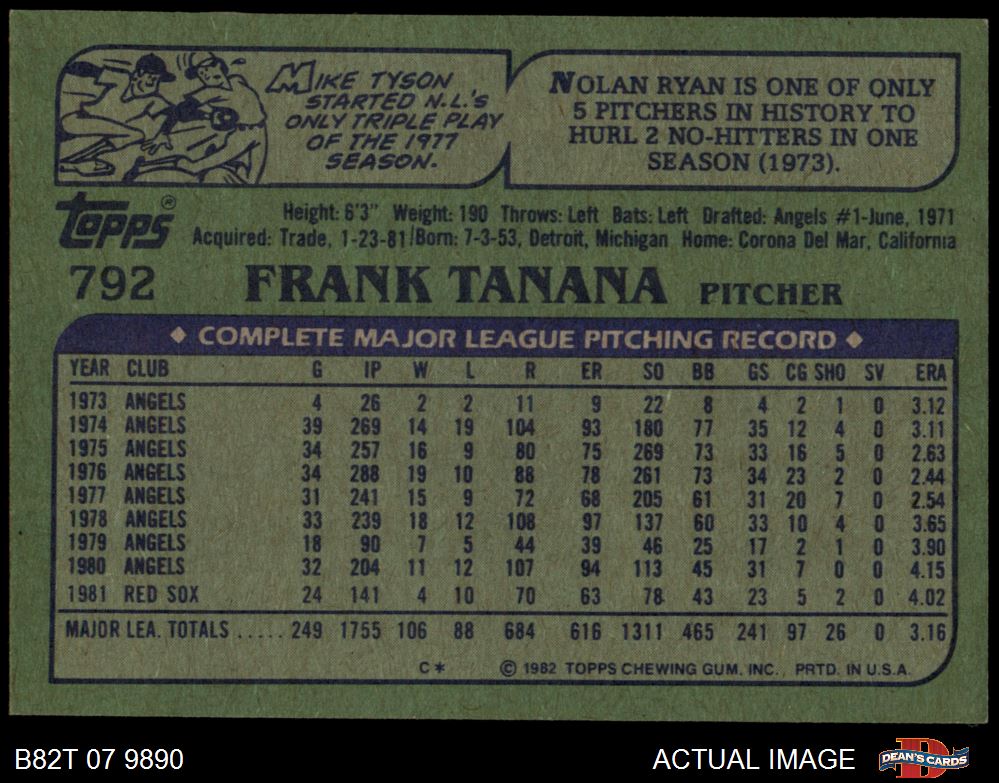 MIKE TYSON
STARTED N.L.'S
ONLY TRIPLE PLAY
OF THE 1977
SEASON.
NOLAN RYAN IS ONE OF ONLY
5 PITCHERS IN HISTORY TO
HURL 2 NO-HITTERS IN ONE
SEASON (1973).
topps®
Height: 6'3" Weight: 190 Throws: Left Bats: Left Drafted: Angels #1-June, 1971
Acquired: Trade, 1-23-81/Born: 7-3-53, Detroit, Michigan Home: Corona Del Mar, California
792 FRANK TANANA PITCHER
◆ COMPLETE MAJOR LEAGUE PITCHING RECORD ◆
YEAR CLUB G IP W L R ER SO BB GS CG SHO SV ERA
1973 ANGELS 4 26 2 2 11 9 22 8 4 2 1 0 3.12
1974 ANGELS 39 269 14 19 104 93 180 77 35 12 4 0 3.11
1975 ANGELS 34 257 16 9 80 75 269 73 33 16 5 0 2.63
1976 ANGELS 34 288 19 10 88 78 261 73 34 23 2 0 2.44
1977 ANGELS 31 241 15 9 72 68 205 61 31 20 7 0 2.54
1978 ANGELS 33 239 18 12 108 97 137 60 33 10 4 0 3.65
1979 ANGELS 18 90 7 5 44 39 46 25 17 2 1 0 3.90
1980 ANGELS 32 204 11 12 107 94 113 45 31 7 0 0 4.15
1981 RED SOX 24 141 4 10 70 63 78 43 23 5 2 0 4.02
MAJOR LEA. TOTALS ..... 249 1755 106 88 684 616 1311 465 241 97 26 0 3.16
C* © 1982 TOPPS CHEWING GUM, INC., PRTD. IN U.S.A.
B82T 07 9890 ACTUAL IMAGE DEAN'S CARDS